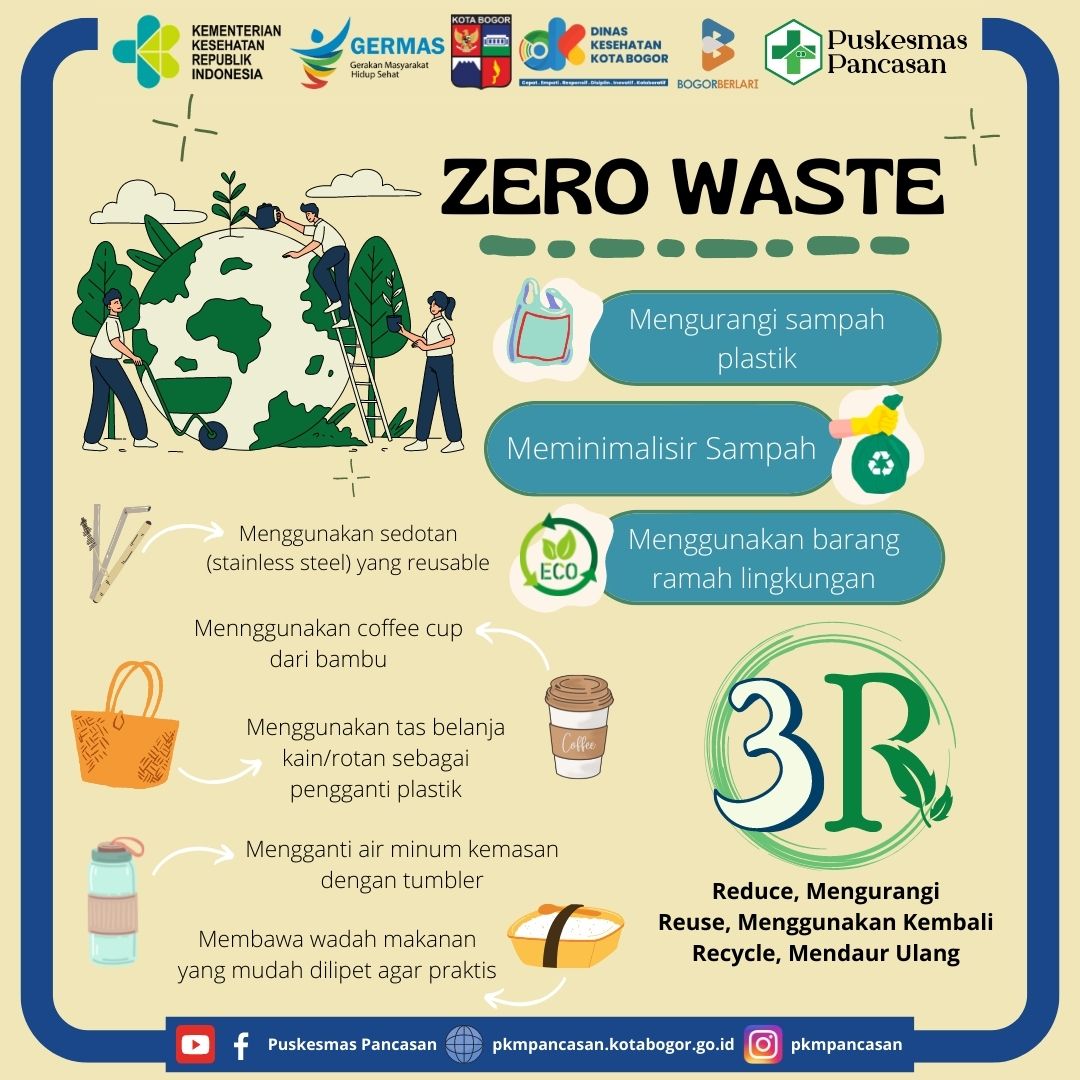 KEMENTERIAN
KESEHATAN
REPUBLIK
INDONESIA
GERMAS
Gerakan Masyarakat
Hidup Sehat
KOTA BOGOR
DINAS
KESEHATAN
KOTA BOGOR
Cepat . Empati . Responsif . Disiplin . Inovatif . Kolaboratif
BOGORBERLARI
Puskesmas
Pancasan
ZERO WASTE
Mengurangi sampah
plastik
Meminimalisir Sampah
ECO
Menggunakan barang
ramah lingkungan
Menggunakan sedotan
(stainless steel) yang reusable
Mennggunakan coffee cup
dari bambu
Coffee
Menggunakan tas belanja
kain/rotan sebagai
pengganti plastik
Mengganti air minum kemasan
dengan tumbler
Membawa wadah makanan
yang mudah dilipet agar praktis
3R
Reduce, Mengurangi
Reuse, Menggunakan Kembali
Recycle, Mendaur Ulang
Puskesmas Pancasan
pkmpancasan.kotabogor.go.id
pkmpancasan